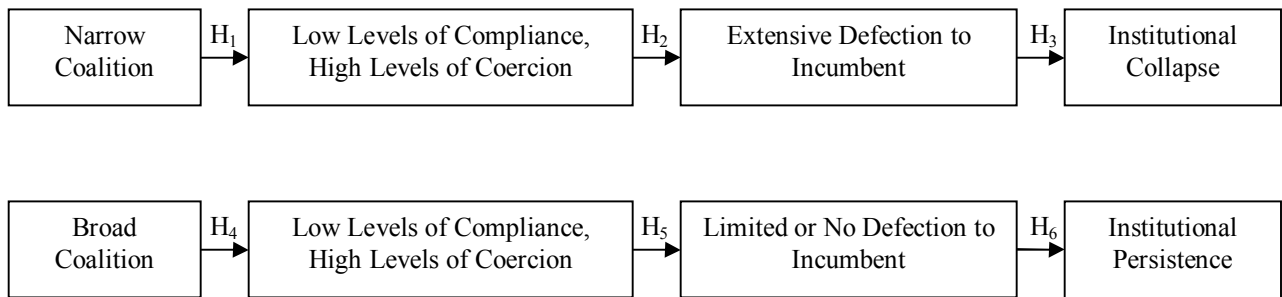 Narrow
Coalition
H₁
Low Levels of Compliance,
High Levels of Coercion
H₂
Extensive Defection to
Incumbent
H₃
Institutional
Collapse
Broad
Coalition
H₄
Low Levels of Compliance,
High Levels of Coercion
H₅
Limited or No Defection to
Incumbent
H₆
Institutional
Persistence